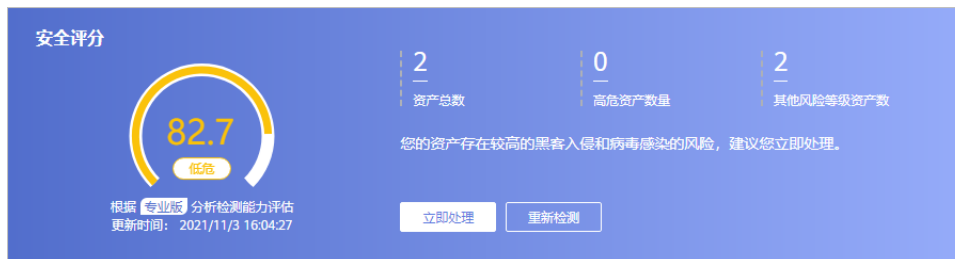 安全评分
82.7
低危
根据 专业版 分析检测能力评估
更新时间： 2021/11/3 16:04:27
2
资产总数
0
高危资产数量
2
其他风险等级资产数
您的资产存在较高的黑客入侵和病毒感染的风险，建议您立即处理。
立即处理
重新检测